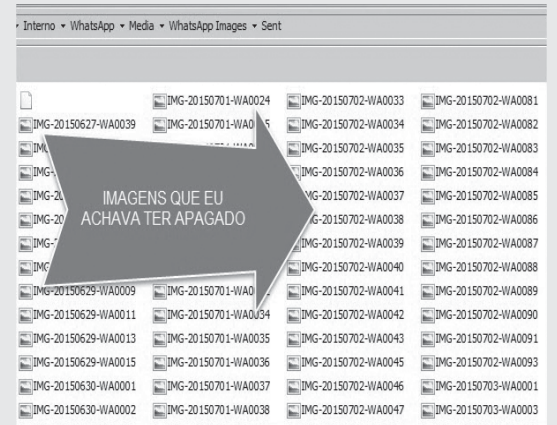 Interno WhatsApp Media WhatsApp Images Sent
IMG-20150701-WA0024 IMG-20150702-WA0033 IMG-20150702-WA0081
IMG-20150627-WA0039 IMG-20150702-WA0034 IMG-20150702-WA0082
IMG-20150702-WA0035 IMG-20150702-WA0083
IMG-20150702-WA0036 IMG-20150702-WA0084
IMAGENS QUE EU
ACHAVA TER APAGADO
MG-20150702-WA0037 IMG-20150702-WA0085
G-20150702-WA0038 IMG-20150702-WA0086
MG-20150702-WA0039 IMG-20150702-WA0087
IMG-20150702-WA0040 IMG-20150702-WA0088
IMG-20150629-WA0009 IMG-20150702-WA0041 IMG-20150702-WA0089
IMG-20150629-WA0011 IMG-20150701-WA0034 IMG-20150702-WA0042 IMG-20150702-WA0090
IMG-20150629-WA0013 IMG-20150701-WA0035 IMG-20150702-WA0043 IMG-20150702-WA0091
IMG-20150629-WA0015 IMG-20150701-WA0036 IMG-20150702-WA0045 IMG-20150702-WA0093
IMG-20150630-WA0001 IMG-20150701-WA0037 IMG-20150702-WA0046 IMG-20150703-WA0001
IMG-20150630-WA0002 IMG-20150701-WA0038 IMG-20150702-WA0047 IMG-20150703-WA0003